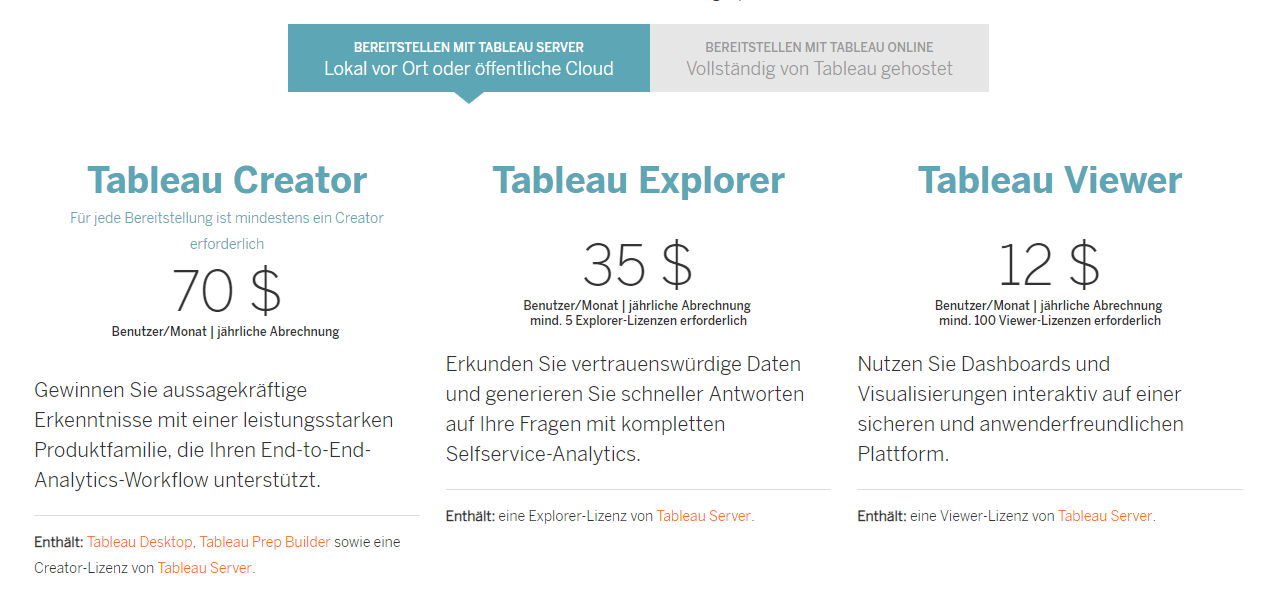 BEREITSTELLEN MIT TABLEAU SERVER
Lokal vor Ort oder öffentliche Cloud
BEREITSTELLEN MIT TABLEAU ONLINE
Vollständig von Tableau gehostet
Tableau Creator
Für jede Bereitstellung ist mindestens ein Creator
erforderlich
70 $
Benutzer/Monat | jährliche Abrechnung
Gewinnen Sie aussagekräftige
Erkenntnisse mit einer leistungsstarken
Produktfamilie, die Ihren End-to-End-
Analytics-Workflow unterstützt.
Enthält: Tableau Desktop, Tableau Prep Builder sowie eine
Creator-Lizenz von Tableau Server.
Tableau Explorer
35 $
Benutzer/Monat | jährliche Abrechnung
mind. 5 Explorer-Lizenzen erforderlich
Erkunden Sie vertrauenswürdige Daten
und generieren Sie schneller Antworten
auf Ihre Fragen mit kompletten
Selfservice-Analytics.
Enthält: eine Explorer-Lizenz von Tableau Server.
Tableau Viewer
12 $
Benutzer/Monat | jährliche Abrechnung
mind. 100 Viewer-Lizenzen erforderlich
Nutzen Sie Dashboards und
Visualisierungen interaktiv auf einer
sicheren und anwenderfreundlichen
Plattform.
Enthält: eine Viewer-Lizenz von Tableau Server.